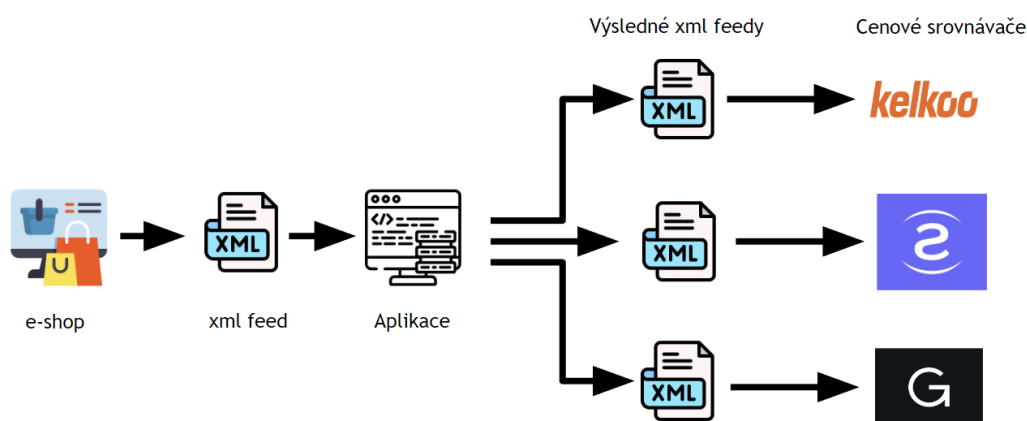 Výsledné xml feedy
Cenové srovnávače
XML
kelkoo
XML
</>
XML
e-shop
xml feed
Aplikace
XML
G